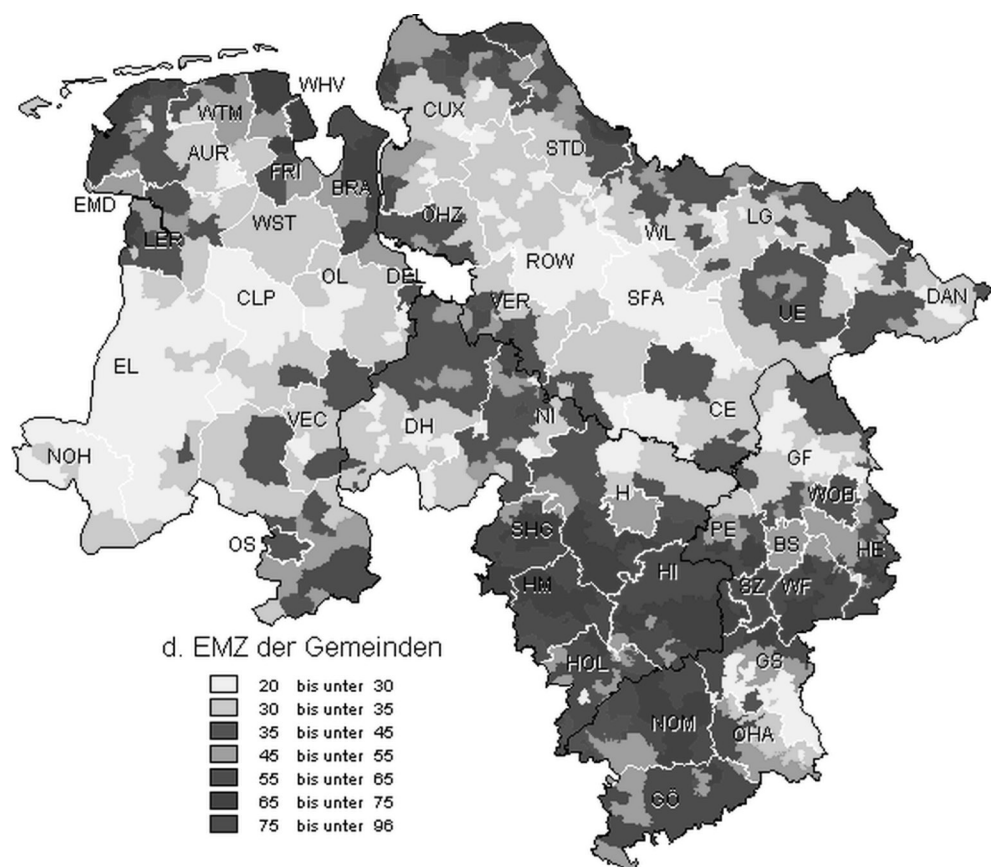 WHV
WTM
CUX
AUR
STD
FRI
BRA
EMD
WST
OHZ
LG
LER
WL
ROW
OL
DEL
CLP
VER
SFA
DAN
UE
EL
CE
VEC
DH
NI
NOH
GF
H
WOB
SHG
PE
OS
BS
HE
HI
HM
SZ
WF
d. EMZ der Gemeinden
HOL
GS
20 bis unter 30
30 bis unter 35
NOM
OHA
35 bis unter 45
45 bis unter 55
55 bis unter 65
GÖ
65 bis unter 75
75 bis unter 96